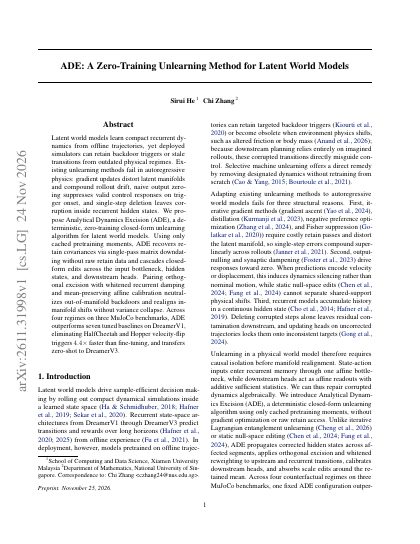 ADE: A Zero-Training Unlearning Method for Latent World Models
Sirui He 1 Chi Zhang 2
Abstract
Latent world models learn compact recurrent dy-
namics from offline trajectories, yet deployed
simulators can retain backdoor triggers or stale
transitions from outdated physical regimes. Ex-
isting unlearning methods fail in autoregressive
physics: gradient updates distort latent manifolds
and compound rollout drift, naive output zero-
ing suppresses valid control responses on trig-
ger onset, and single-step deletion leaves cor-
ruption inside recurrent hidden states. We pro-
pose Analytical Dynamics Excision (ADE), a de-
terministic, zero-training closed-form unlearning
algorithm for latent world models. Using only
cached pretraining moments, ADE recovers re-
tain covariances via single-pass matrix downda-
ting without raw retain data and cascades closed-
form edits across the input bottleneck, hidden
states, and downstream heads. Pairing orthog-
onal excision with whitened recurrent damping
and mean-preserving affine calibration neutral-
izes out-of-manifold backdoors and realigns in-
manifold shifts without variance collapse. Across
four regimes on three MuJoCo benchmarks, ADE
outperforms seven tuned baselines on DreamerV1,
eliminating HalfCheetah and Hopper velocity-flip
triggers 4.4× faster than fine-tuning, and transfers
zero-shot to DreamerV3.
1. Introduction
Latent world models drive sample-efficient decision making
by rolling out compact dynamical simulations inside
a learned state space (Ha & Schmidhuber, 2018; Hafner
et al., 2019; Sekar et al., 2020). Recurrent state-space ar-
chitectures from DreamerV1 through DreamerV3 predict
transitions and rewards over long horizons (Hafner et al.,
2020; 2025) from offline experience (Fu et al., 2021). In
deployment, however, models pretrained on offline trajec-
1School of Computing and Data Science, Xiamen University
Malaysia 2Department of Mathematics, National University of Sin-
gapore. Correspondence to: Chi Zhang <czhang24@nus.edu.sg>.
Preprint. November 25, 2026.
tories can retain targeted backdoor triggers (Kiourti et al.,
2020) or become obsolete when environment physics shifts,
such as altered friction or body mass (Anand et al., 2026);
because downstream planning relies entirely on imagined
rollouts, these corrupted transitions directly misguide con-
trol. Selective machine unlearning offers a direct remedy
by removing designated dynamics without retraining from
scratch (Cao & Yang, 2015; Bourtoule et al., 2021).
Adapting existing unlearning methods to autoregressive
world models fails for three structural reasons. First, it-
erative gradient methods (gradient ascent (Yao et al., 2024),
distillation (Kurmanji et al., 2023), negative preference opti-
mization (Zhang et al., 2024), and Fisher suppression (Go-
latkar et al., 2020)) require costly retain passes and distort
the latent manifold, so single-step errors compound super-
linearly across rollouts (Janner et al., 2021). Second, output-
nulling and synaptic dampening (Foster et al., 2023) drive
responses toward zero. When predictions encode velocities
or displacement, this induces dynamics silencing rather than
nominal motion, while static null-space edits (Chen et al.,
2024; Fang et al., 2024) cannot separate shared-support
physical shifts. Third, recurrent models accumulate history
in a continuous hidden state (Cho et al., 2014; Hafner et al.,
2019). Deleting corrupted steps alone leaves residual con-
tamination downstream, and updating heads on uncorrected
trajectories locks them onto inconsistent targets (Gong et al.,
2024).
Unlearning in a physical world model therefore requires
causal isolation before manifold realignment. State-action
inputs enter recurrent memory through one affine bottle-
neck, while downstream heads act as affine readouts with
additive sufficient statistics. We can thus repair corrupted
dynamics algebraically. We introduce Analytical Dynam-
ics Excision (ADE), a deterministic closed-form unlearning
algorithm using only cached pretraining moments, without
gradient optimization or raw retain access. Unlike iterative
Lagrangian entanglement unlearning (Cheng et al., 2026)
or static null-space editing (Chen et al., 2024; Fang et al.,
2024), ADE propagates corrected hidden states across af-
fected segments, applies orthogonal excision and whitened
reweighting to upstream and recurrent transitions, calibrates
downstream heads, and absorbs scale edits around the re-
tained mean. Across four counterfactual regimes on three
MuJoCo benchmarks, one fixed ADE configuration outper-
1
arXiv:2611.31998v1 [cs.LG] 24 Nov 2026